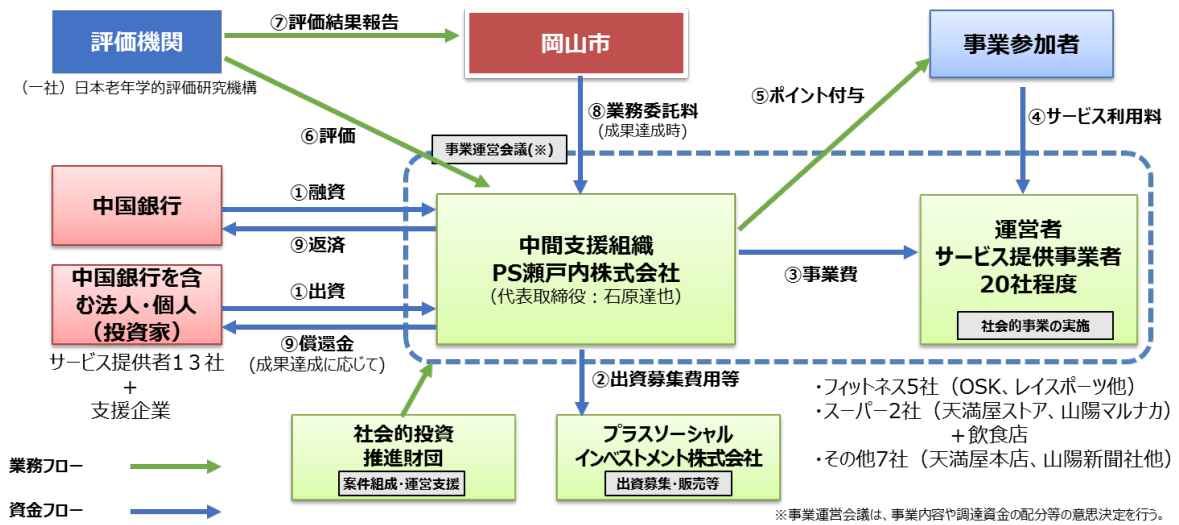 ⑦評価結果報告
評価機関
岡山市
事業参加者
（一社）日本老年学的評価研究機構
⑧業務委託料
(成果達成時)
⑤ポイント付与
④サービス利用料
⑥評価
事業運営会議(※)
中国銀行
①融資
⑨返済
中間支援組織
PS瀬戸内株式会社
（代表取締役：石原達也）
③事業費
運営者
サービス提供事業者
20社程度
社会的事業の実施
中国銀行を含
む法人・個人
（投資家）
①出資
⑨償還金
(成果達成に応じて)
サービス提供者１３社
+
支援企業
②出資募集費用等
・フィットネス5社（OSK、レイスポーツ他）
・スーパー2社（天満屋ストア、山陽マルナカ）
＋飲食店
・その他7社（天満屋本店、山陽新聞社他）
社会的投資
推進財団
案件組成・運営支援
プラスソーシャル
インベストメント株式会社
出資募集・販売等
業務フロー
資金フロー
※事業運営会議は、事業内容や調達資金の配分等の意思決定を行う。